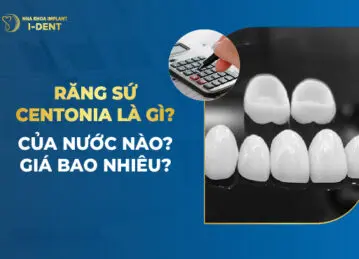 NHA KHOA IMPLANT
I-DENT
RĂNG SỨ
CENTONIA LÀ GÌ?
CỦA NƯỚC NÀO?
GIÁ BAO NHIÊU?